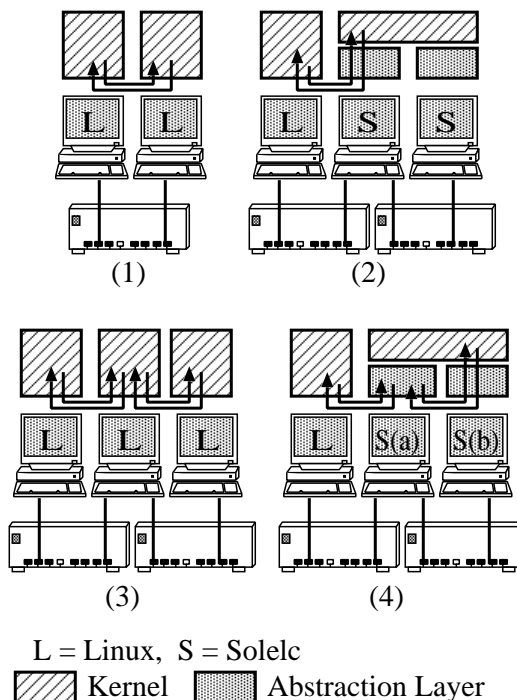 L L
L S S
(1) (2)
L L L
L S(a) S(b)
(3) (4)
L = Linux, S = Solelc
Kernel Abstraction Layer